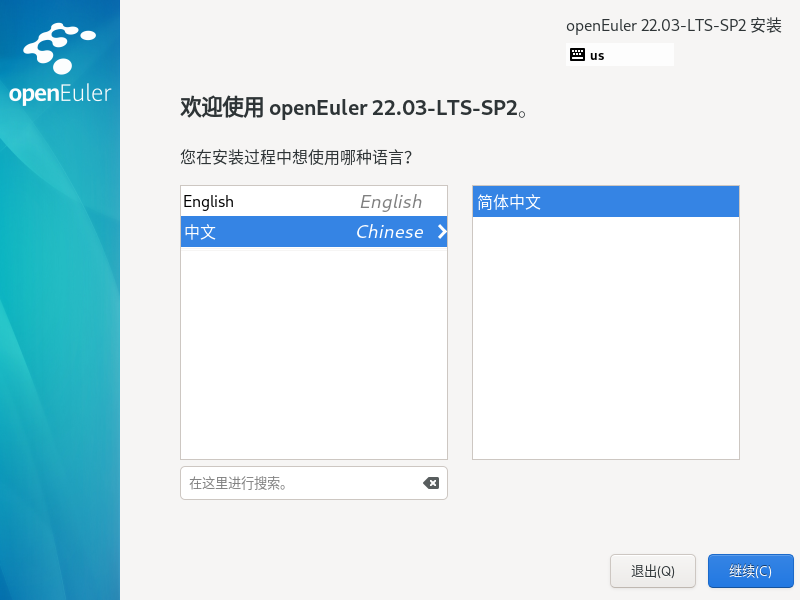 openEuler
openEuler 22.03-LTS-SP2 安装
us
欢迎使用 openEuler 22.03-LTS-SP2。
您在安装过程中想使用哪种语言？
English English
中文 Chinese
简体中文
在这里进行搜索。
退出(Q) 继续(C)